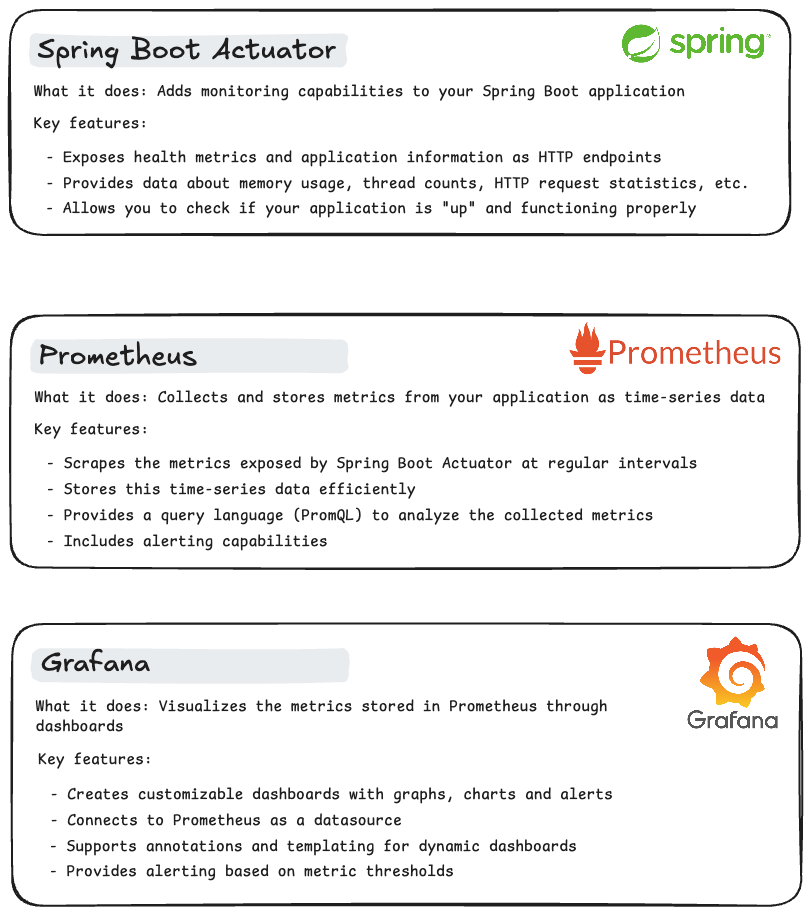 Spring Boot Actuator
spring
What it does: Adds monitoring capabilities to your Spring Boot application
Key features:
- Exposes health metrics and application information as HTTP endpoints
- Provides data about memory usage, thread counts, HTTP request statistics, etc.
- Allows you to check if your application is "up" and functioning properly
Prometheus
Prometheus
What it does: Collects and stores metrics from your application as time-series data
Key features:
- Scrapes the metrics exposed by Spring Boot Actuator at regular intervals
- Stores this time-series data efficiently
- Provides a query language (PromQL) to analyze the collected metrics
- Includes alerting capabilities
Grafana
Grafana
What it does: Visualizes the metrics stored in Prometheus through
dashboards
Key features:
- Creates customizable dashboards with graphs, charts and alerts
- Connects to Prometheus as a datasource
- Supports annotations and templating for dynamic dashboards
- Provides alerting based on metric thresholds